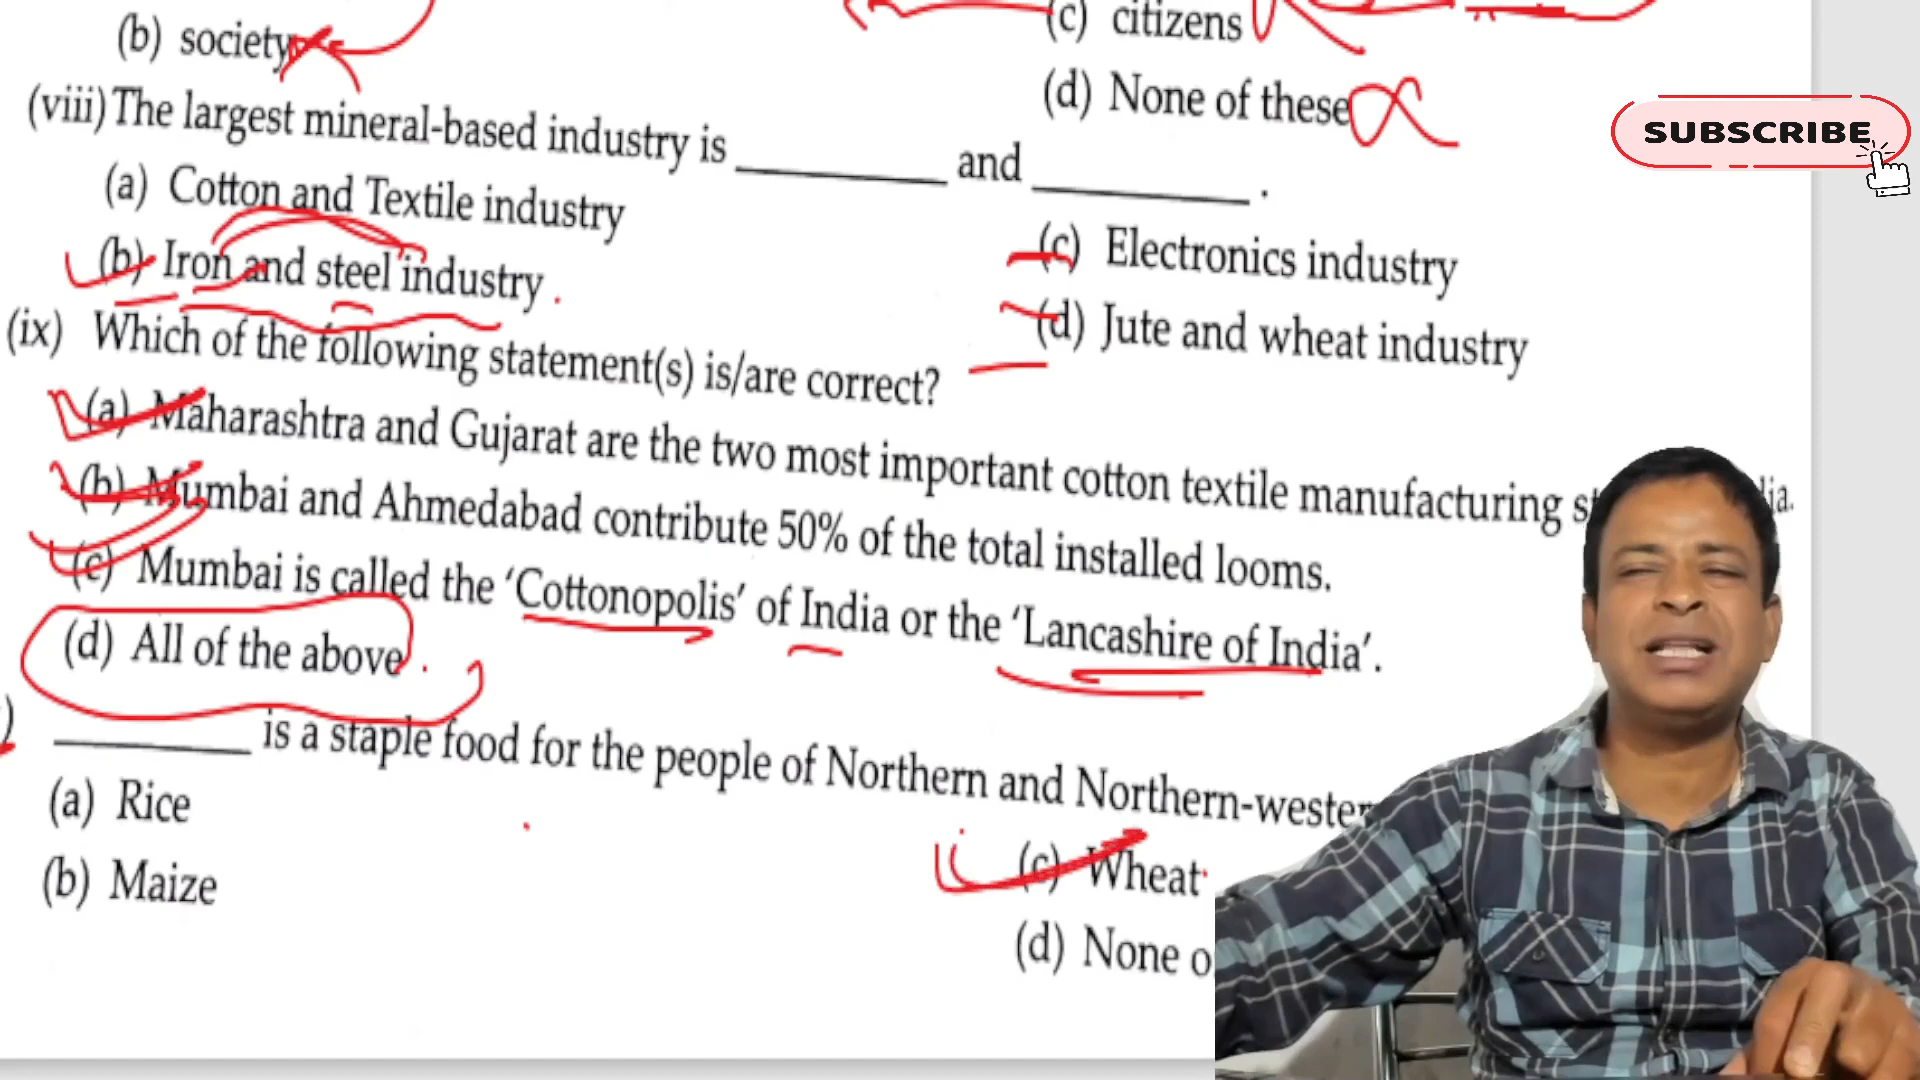 (b) society
(c) citizens
(d) None of these
(viii) The largest mineral-based industry is __________ and __________ .
(a) Cotton and Textile industry
(b) Iron and steel industry .
(c) Electronics industry
(d) Jute and wheat industry
(ix) Which of the following statement(s) is/are correct?
(a) Maharashtra and Gujarat are the two most important cotton textile manufacturing
(b) Mumbai and Ahmedabad contribute 50% of the total installed looms.
(c) Mumbai is called the ‘Cottonopolis’ of India or the ‘Lancashire of India’.
(d) All of the above .
__________ is a staple food for the people of Northern and
(a) Rice
(b) Maize
(c) Wheat
(d) None
SUBSCRIBE